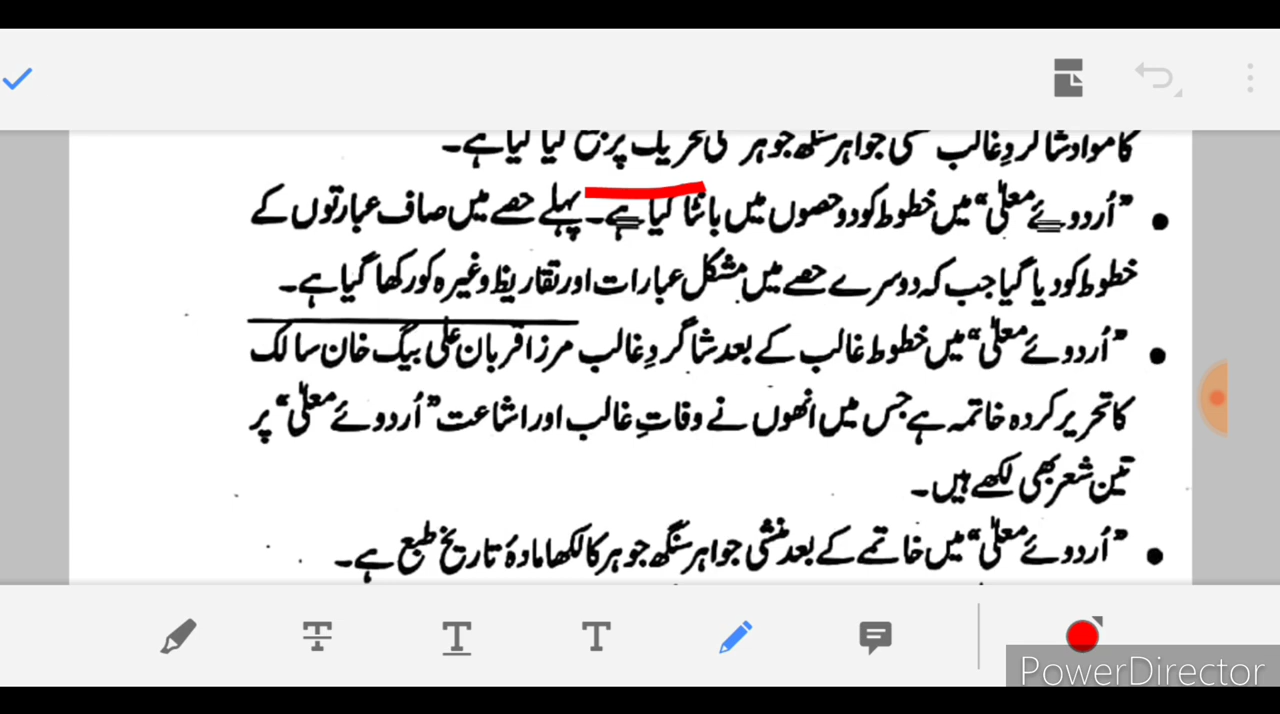 کا مواد شاگردِ غالب منشی جواہر سنگھ جوہر کی تحریک پر جمع کیا گیا ہے۔
● ”اُردوئے معلّٰی“ میں خطوط کو دو حصوں میں بانٹا گیا ہے۔ پہلے حصے میں صاف عبارتوں کے
خطوط کو دیا گیا جب کہ دوسرے حصے میں مشکل عبارات اور تقاریظ وغیرہ کو رکھا گیا ہے۔
● ”اُردوئے معلّٰی“ میں خطوط غالب کے بعد شاگردِ غالب مرزا قربان علی بیگ خان سالک
کا تحریر کردہ خاتمہ ہے جس میں انھوں نے وفاتِ غالب اور اشاعت ”اُردوئے معلّٰی“ پر
تین شعر بھی لکھے ہیں۔
● ”اُردوئے معلّٰی“ میں خاتمے کے بعد منشی جواہر سنگھ جوہر کا لکھا مادۂ تاریخ طبع ہے۔
T T T
PowerDirector